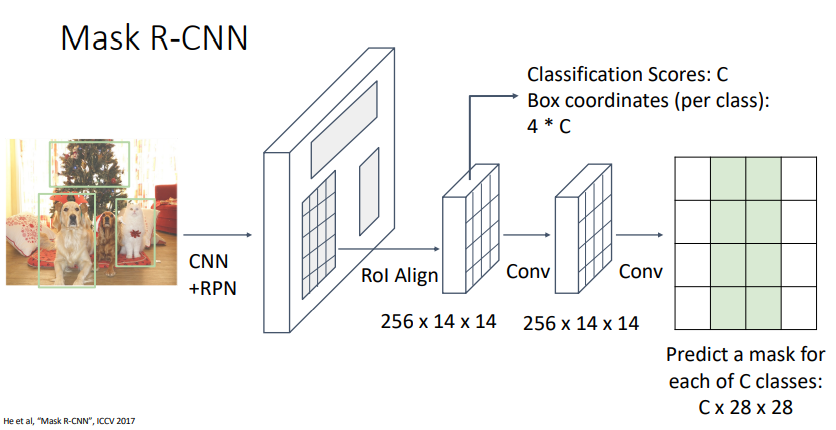 Mask R-CNN
Classification Scores: C
Box coordinates (per class):
4 * C
CNN
+RPN
RoI Align
Conv
Conv
256 x 14 x 14
256 x 14 x 14
Predict a mask for
each of C classes:
C x 28 x 28
He et al, "Mask R-CNN", ICCV 2017